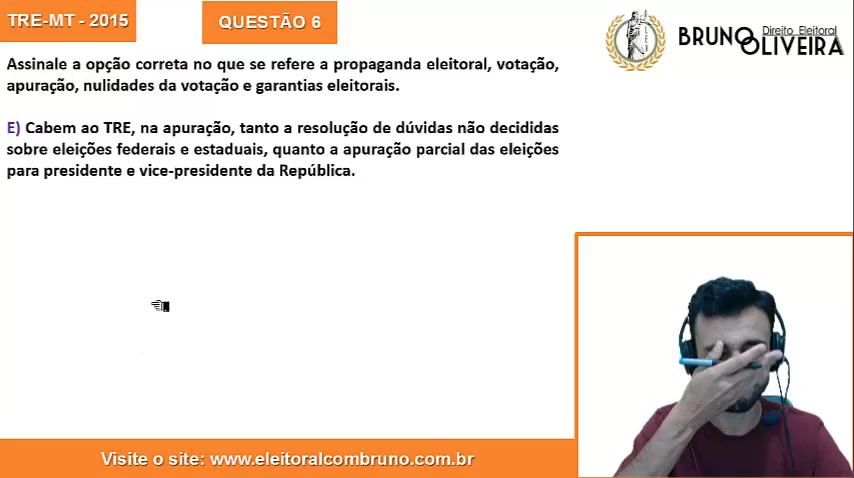 TRE-MT - 2015
QUESTÃO 6
BRUNO Direito Eleitoral
OLIVEIRA
Assinale a opção correta no que se refere a propaganda eleitoral, votação,
apuração, nulidades da votação e garantias eleitorais.
E) Cabem ao TRE, na apuração, tanto a resolução de dúvidas não decididas
sobre eleições federais e estaduais, quanto a apuração parcial das eleições
para presidente e vice-presidente da República.
Visite o site: www.eleitoralcombruno.com.br